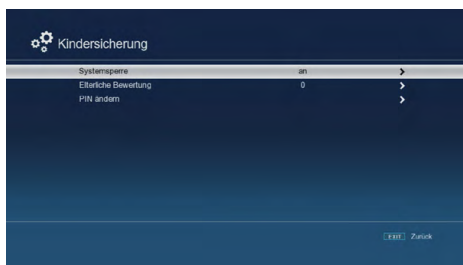 Kindersicherung
Systemsperre an
Elterliche Bewertung 0
PIN ändern
EXIT Zurück